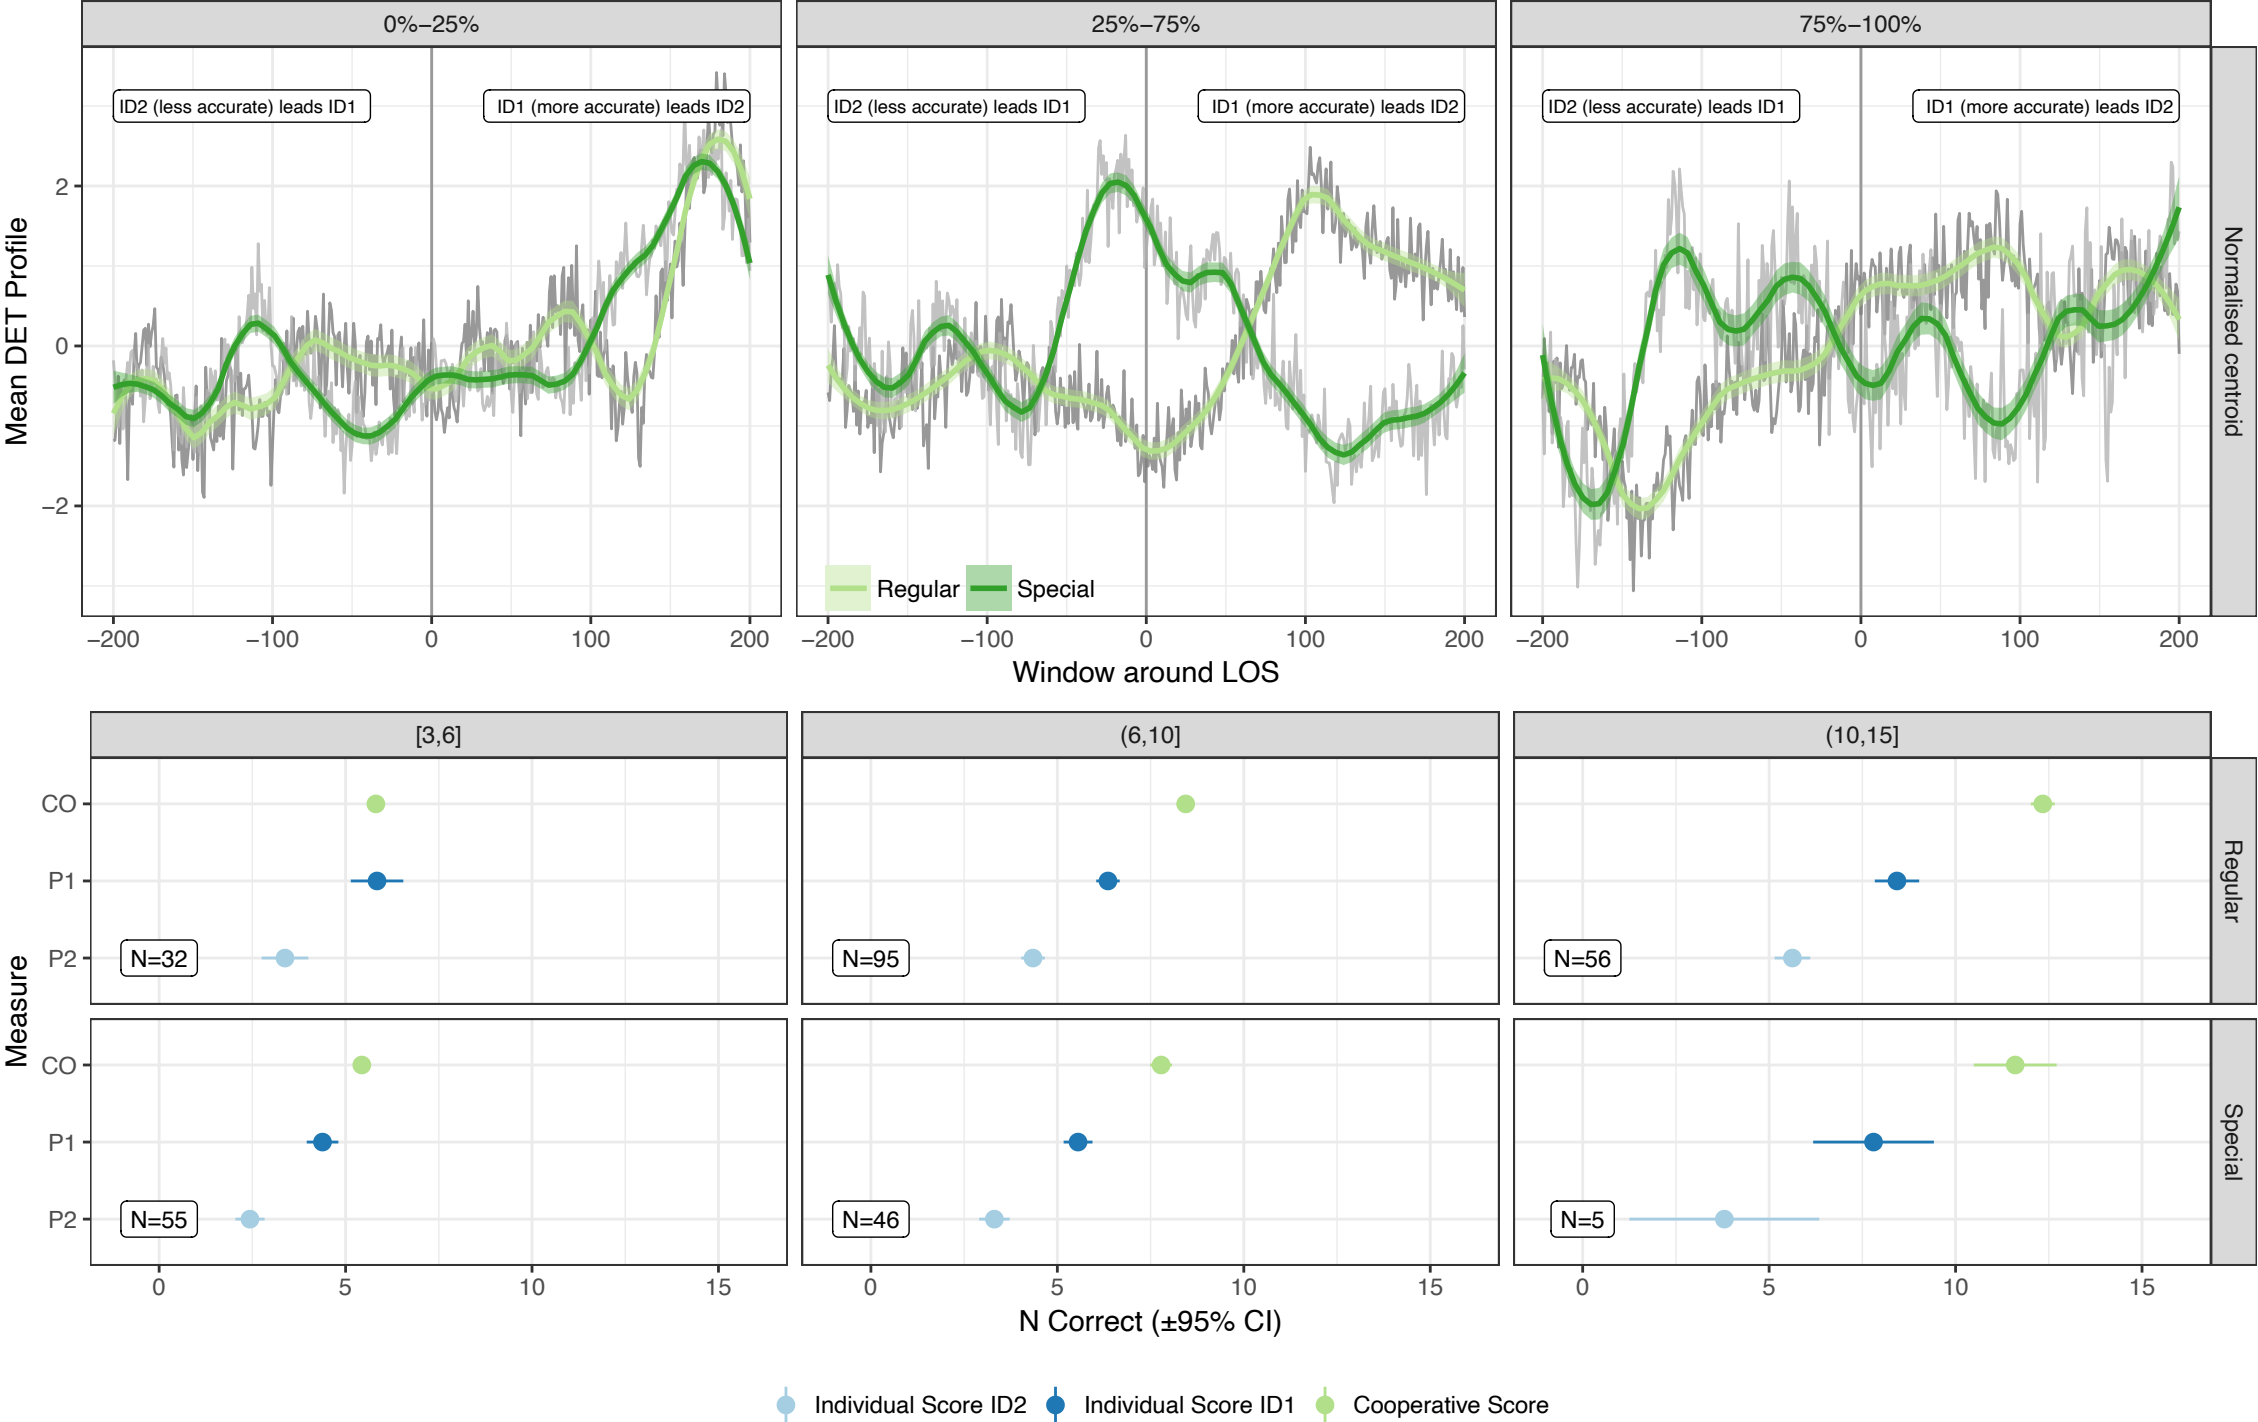 0%−25%
25%−75%
75%−100%
ID2 (less accurate) leads ID1
ID1 (more accurate) leads ID2
ID2 (less accurate) leads ID1
ID1 (more accurate) leads ID2
ID2 (less accurate) leads ID1
ID1 (more accurate) leads ID2
Mean DET Profile
2
0
−2
Normalised centroid
Regular
Special
−200
−100
0
100
200
−200
−100
0
100
200
−200
−100
0
100
200
Window around LOS
[3,6]
(6,10]
(10,15]
Measure
CO
P1
P2
N=32
N=95
N=56
Regular
CO
P1
P2
N=55
N=46
N=5
Special
0
5
10
15
0
5
10
15
0
5
10
15
N Correct (±95% CI)
Individual Score ID2
Individual Score ID1
Cooperative Score